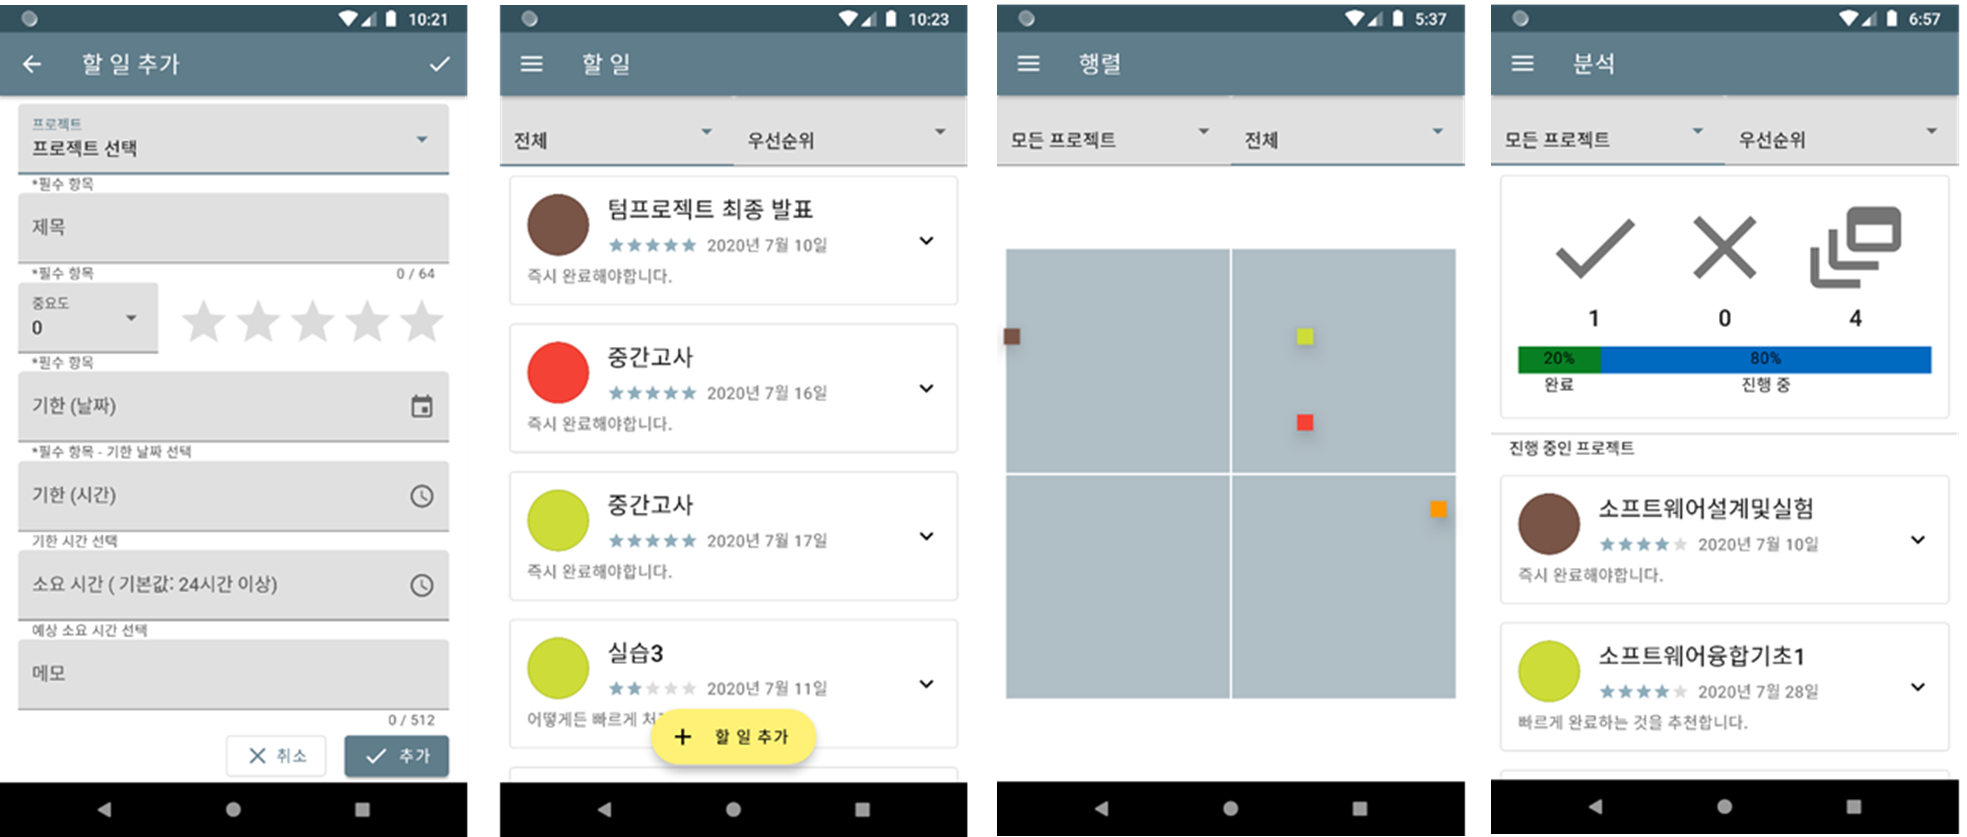 10:21
할 일 추가
프로젝트
프로젝트 선택
*필수 항목
제목
*필수 항목
0 / 64
중요도
0
*필수 항목
기한 (날짜)
*필수 항목 - 기한 날짜 선택
기한 (시간)
기한 시간 선택
소요 시간 ( 기본값: 24시간 이상)
예상 소요 시간 선택
메모
0 / 512
취소
추가
10:23
할 일
전체
우선순위
텀프로젝트 최종 발표
2020년 7월 10일
즉시 완료해야합니다.
중간고사
2020년 7월 16일
즉시 완료해야합니다.
중간고사
2020년 7월 17일
즉시 완료해야합니다.
실습3
2020년 7월 11일
어떻게든 빠르게
+ 할 일 추가
5:37
행렬
모든 프로젝트
전체
6:57
분석
모든 프로젝트
우선순위
1
0
4
20%
80%
완료
진행 중
진행 중인 프로젝트
소프트웨어설계및실험
2020년 7월 10일
즉시 완료해야합니다.
소프트웨어융합기초1
2020년 7월 28일
빠르게 완료하는 것을 추천합니다.